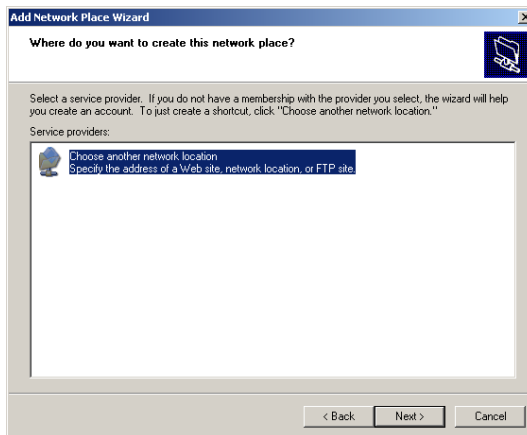 Add Network Place Wizard
Where do you want to create this network place?
Select a service provider. If you do not have a membership with the provider you select, the wizard will help
you create an account. To just create a shortcut, click "Choose another network location."
Service providers:
Choose another network location
Specify the address of a Web site, network location, or FTP site.
< Back
Next >
Cancel